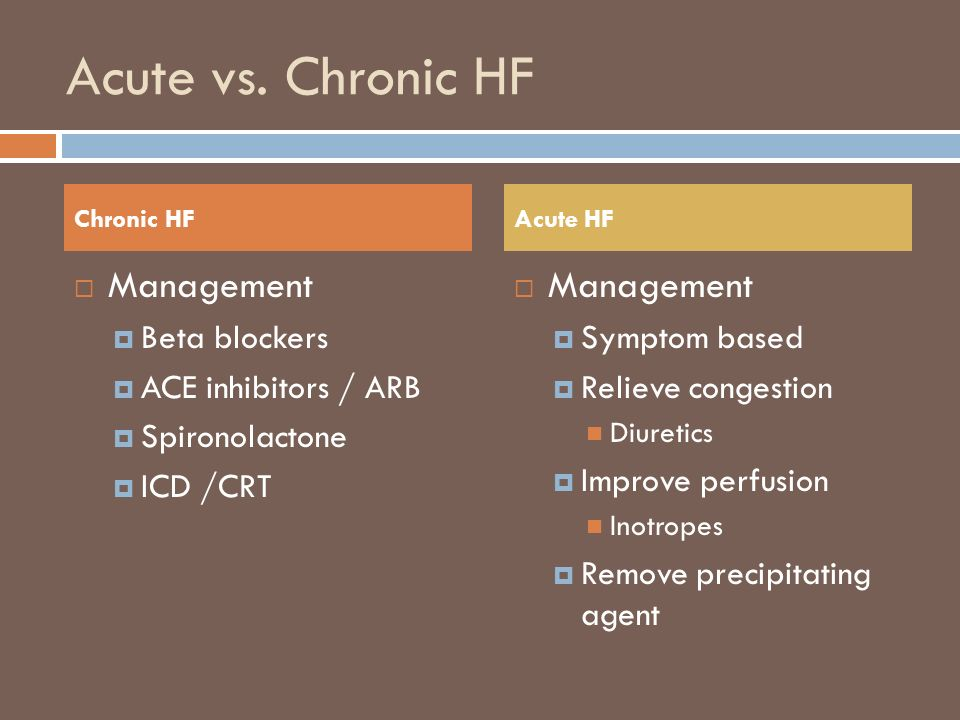 Acute vs. Chronic HF
Chronic HF
Management
Beta blockers
ACE inhibitors / ARB
Spironolactone
ICD /CRT
Acute HF
Management
Symptom based
Relieve congestion
Diuretics
Improve perfusion
Inotropes
Remove precipitating
agent